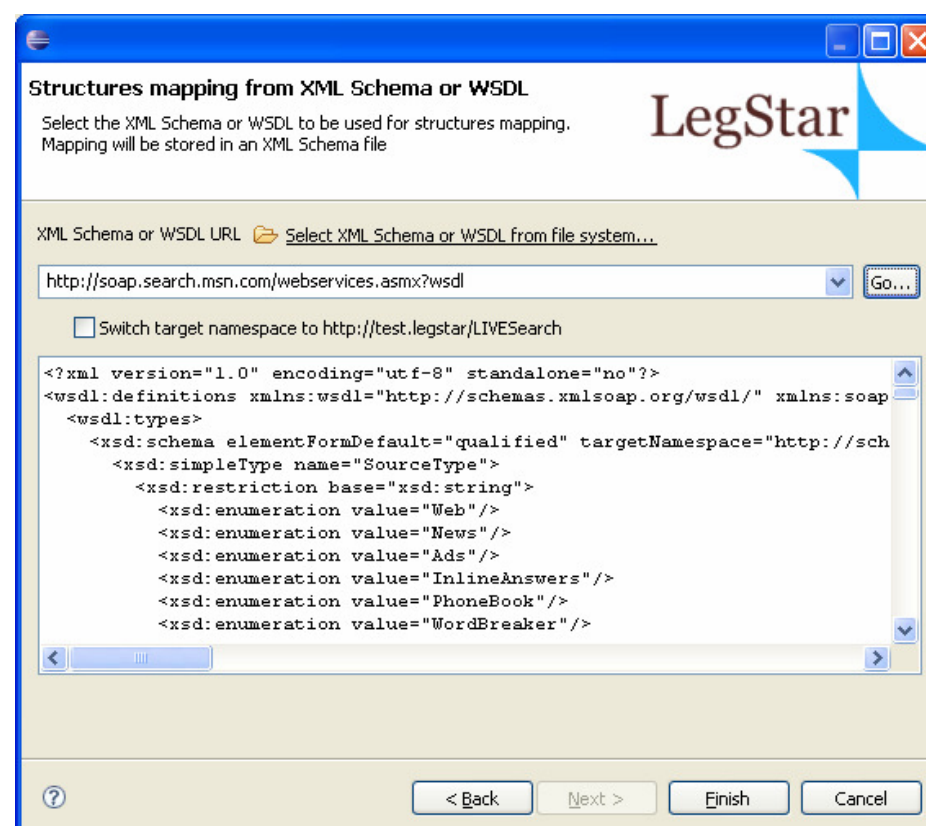 Structures mapping from XML Schema or WSDL
Select the XML Schema or WSDL to be used for structures mapping.
Mapping will be stored in an XML Schema file
LegStar
XML Schema or WSDL URL Select XML Schema or WSDL from file system...
http://soap.search.msn.com/webservices.asmx?wsdl Go...
Switch target namespace to http://test.legstar/LIVESearch
<?xml version="1.0" encoding="utf-8" standalone="no"?>
<wsdl:definitions xmlns:wsdl="http://schemas.xmlsoap.org/wsdl/" xmlns:soap
<wsdl:types>
<xsd:schema elementFormDefault="qualified" targetNamespace="http://sch
<xsd:simpleType name="SourceType">
<xsd:restriction base="xsd:string">
<xsd:enumeration value="Web"/>
<xsd:enumeration value="News"/>
<xsd:enumeration value="Ads"/>
<xsd:enumeration value="InlineAnswers"/>
<xsd:enumeration value="PhoneBook"/>
<xsd:enumeration value="WordBreaker"/>
? < Back Next > Finish Cancel